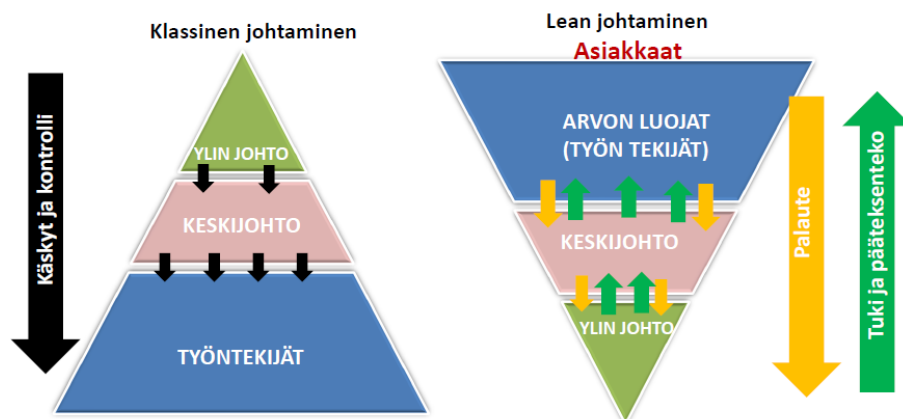 Klassinen johtaminen
Käskyt ja kontrolli
YLIN JOHTO
KESKIJOHTO
TYÖNTEKIJÄT
Lean johtaminen
Asiakkaat
ARVON LUOJAT
(TYÖN TEKIJÄT)
KESKIJOHTO
YLIN JOHTO
Palaute
Tuki ja pääteksenteko